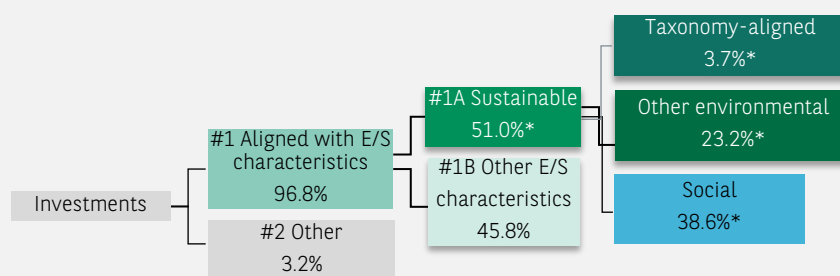 Investments
#1 Aligned with E/S
characteristics
96.8%
#2 Other
3.2%
#1A Sustainable
51.0%*
#1B Other E/S
characteristics
45.8%
Taxonomy-aligned
3.7%*
Other environmental
23.2%*
Social
38.6%*